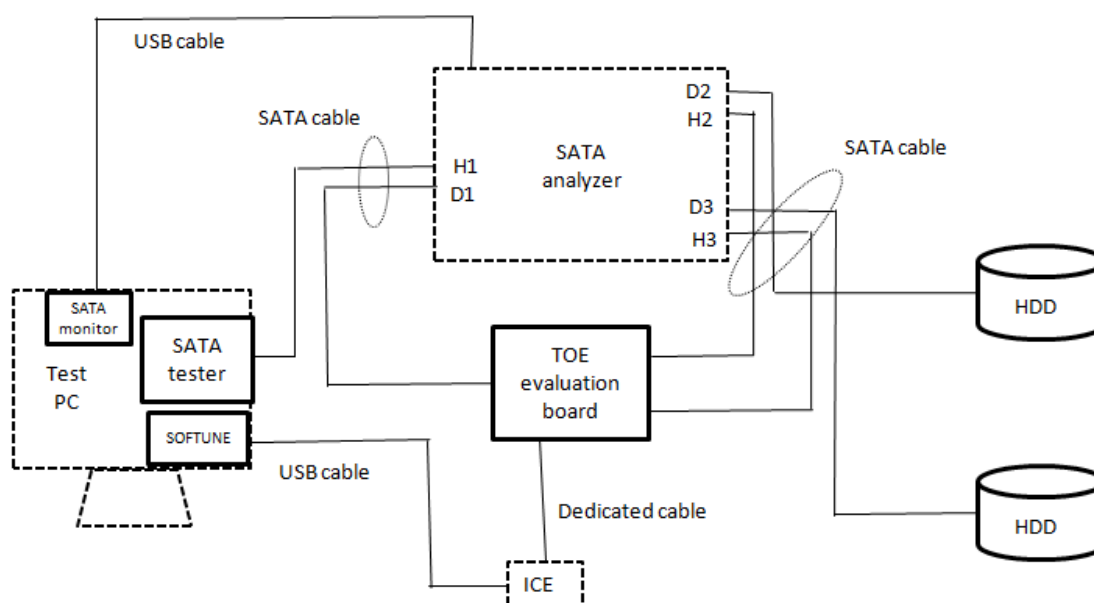 USB cable
SATA cable
SATA
analyzer
H1
D1
D2
H2
D3
H3
SATA cable
SATA
monitor
Test
PC
SATA
tester
SOFTUNE
TOE
evaluation
board
HDD
USB cable
Dedicated cable
ICE
HDD